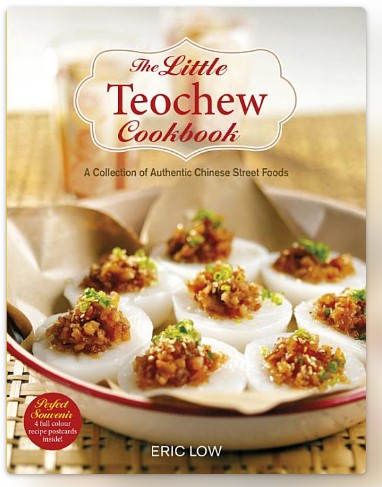 The Little
Teochew
Cookbook
A Collection of Authentic Chinese Street Foods
Perfect
Souvenir
4 full colour
recipe postcards
inside!
ERIC LOW